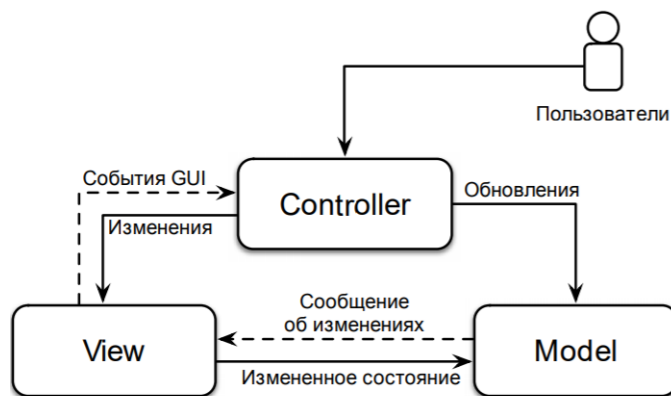 Пользователи
События GUI
Controller
Обновления
Изменения
Сообщение
об изменениях
View
Model
Измененное состояние